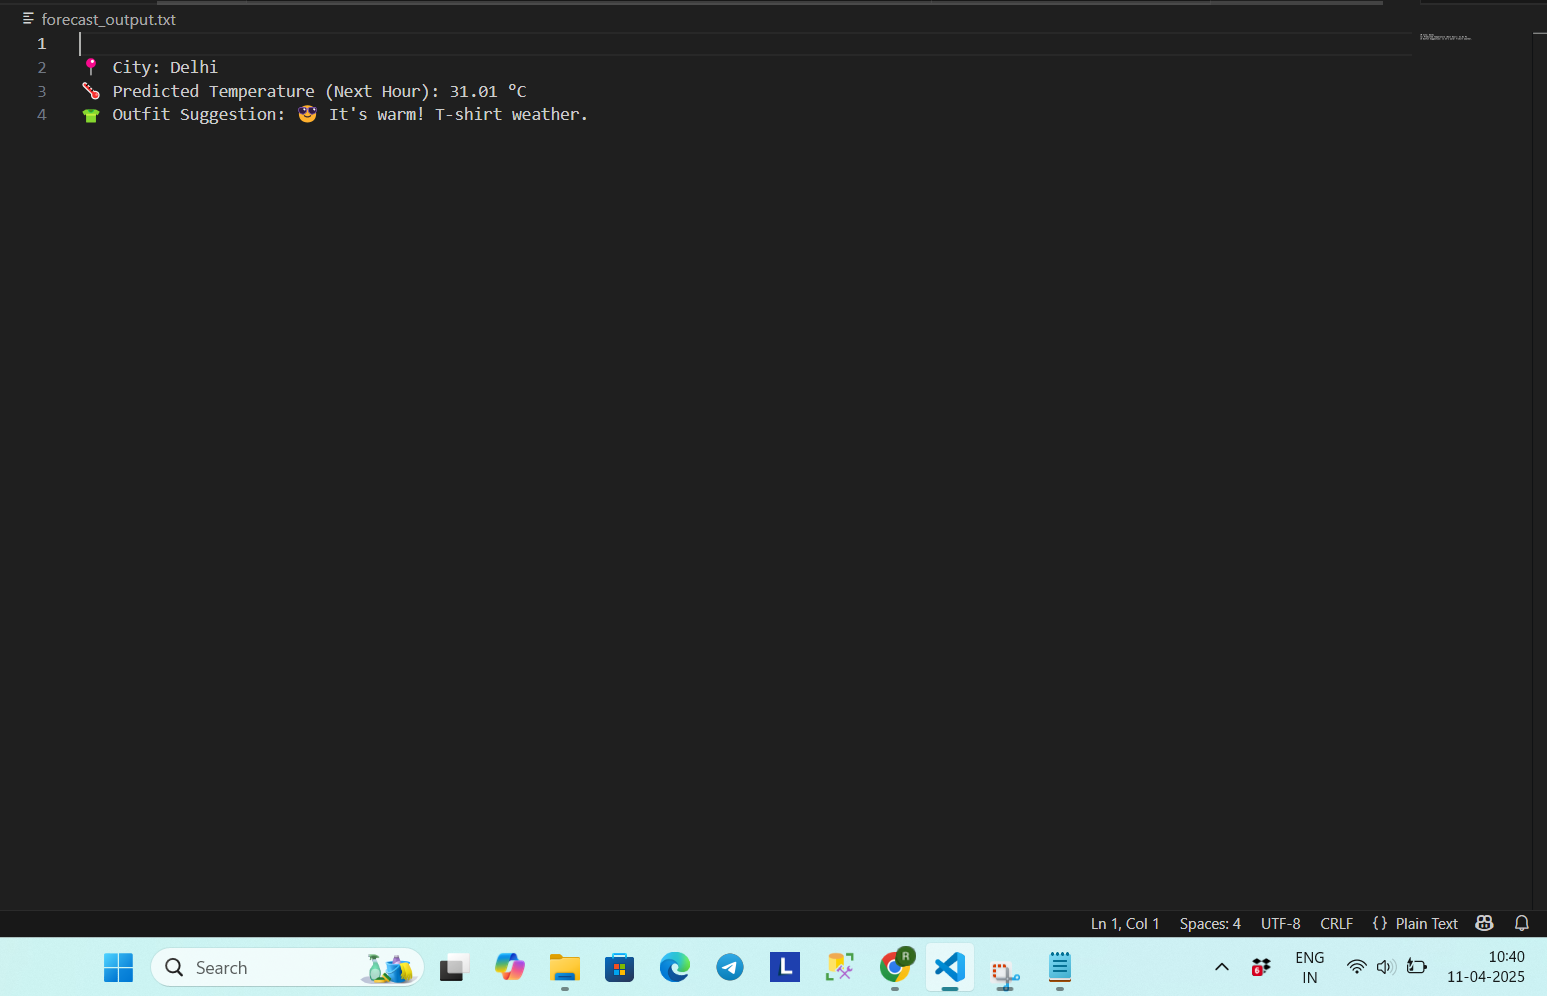 forecast_output.txt
1
2 📍 City: Delhi
3 🌡️ Predicted Temperature (Next Hour): 31.01 °C
4 👕 Outfit Suggestion: 😎 It's warm! T-shirt weather.
Ln 1, Col 1 Spaces: 4 UTF-8 CRLF {} Plain Text
Search L R 6 ENG 10:40
IN 11-04-2025